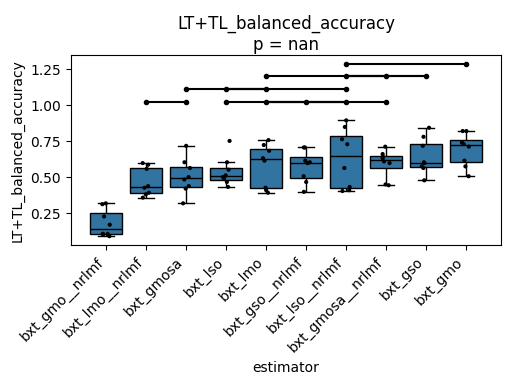 LT+TL_balanced_accuracy
p = nan
LT+TL_balanced_accuracy
1.25
1.00
0.75
0.50
0.25
bxt_gmo__nrlmf
bxt_lmo__nrlmf
bxt_gmosa
bxt_lso
bxt_lmo
bxt_gso__nrlmf
bxt_lso__nrlmf
bxt_gmosa__nrlmf
bxt_gso
bxt_gmo
estimator